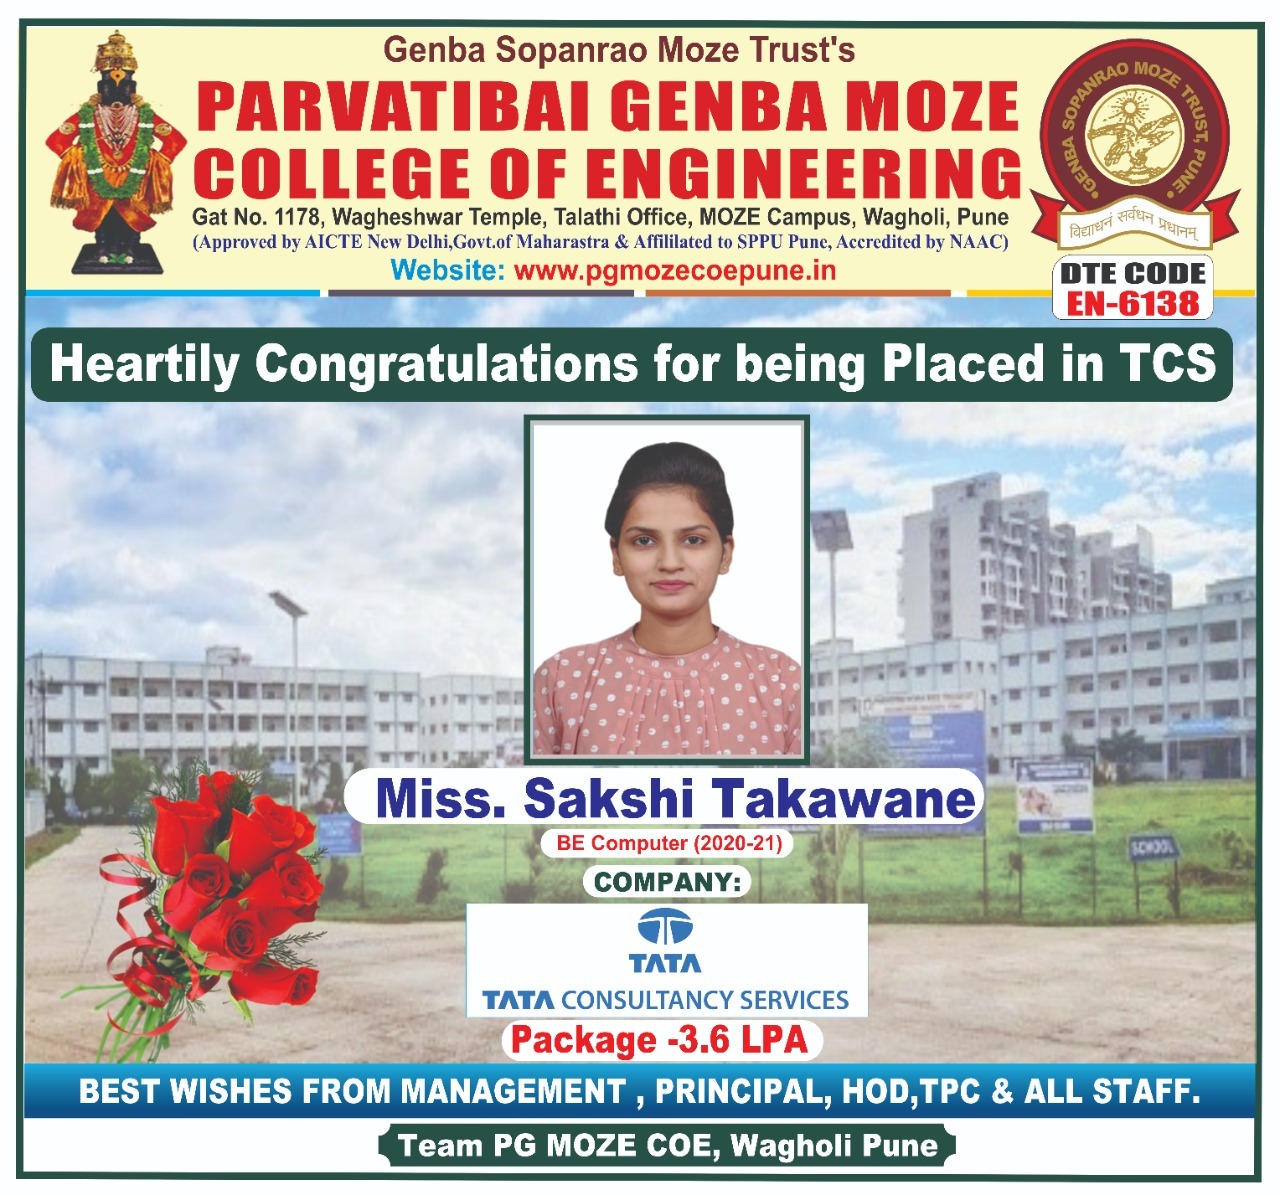 Genba Sopanrao Moze Trust's
PARVATIBAI GENBA MOZE
COLLEGE OF ENGINEERING
Gat No. 1178, Wagheshwar Temple, Talathi Office, MOZE Campus, Wagholi, Pune
(Approved by AICTE New Delhi,Govt.of Maharastra & Affililated to SPPU Pune, Accredited by NAAC)
Website: www.pgmozecoepune.in
GENBA SOPANRAO MOZE TRUST, PUNE
विद्याधनं सर्वधन प्रधानम्
DTE CODE
EN-6138
Heartily Congratulations for being Placed in TCS
Miss. Sakshi Takawane
BE Computer (2020-21)
SCHOOL
COMPANY:
TATA
TATA CONSULTANCY SERVICES
Package -3.6 LPA
BEST WISHES FROM MANAGEMENT , PRINCIPAL, HOD,TPC & ALL STAFF.
Team PG MOZE COE, Wagholi Pune